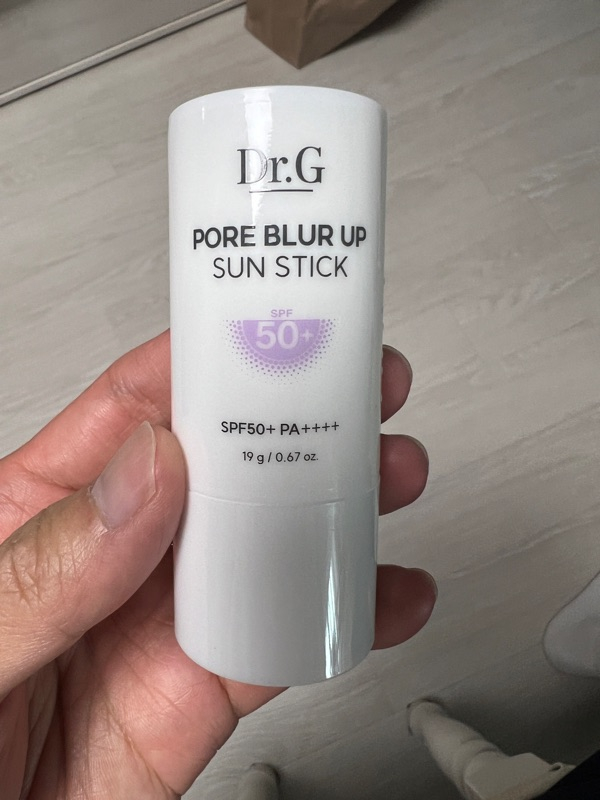 Dr.G
PORE BLUR UP
SUN STICK
SPF
50+
SPF50+ PA++++
19 g / 0.67 oz.